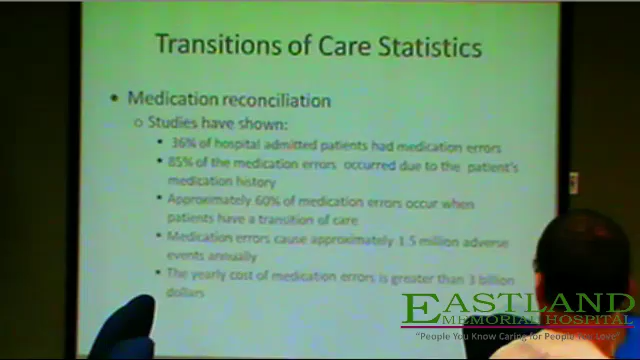 Transitions of Care Statistics
• Medication reconciliation
o Studies have shown:
▪ 36% of hospital admitted patients had medication errors
▪ 85% of the medication errors occurred due to the patient's
medication history
▪ Approximately 60% of medication errors occur when
patients have a transition of care
▪ Medication errors cause approximately 1.5 million adverse
events annually
▪ The yearly cost of medication errors is greater than 3 billion
dollars
EASTLAND
MEMORIAL HOSPITAL
"People You Know Caring for People You Love"